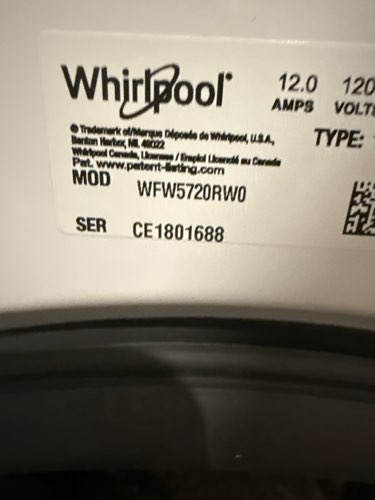 Whirlpool®
12.0 120
AMPS VOLTS
® Trademark of/Marque Déposée de Whirlpool, U.S.A.,
Benton Harbor, MI. 49022
Whirlpool Canada, Licensee / Emploi Licencié au Canada
Pat. www.patent-listing.com
TYPE:
MOD WFW5720RW0
SER CE1801688